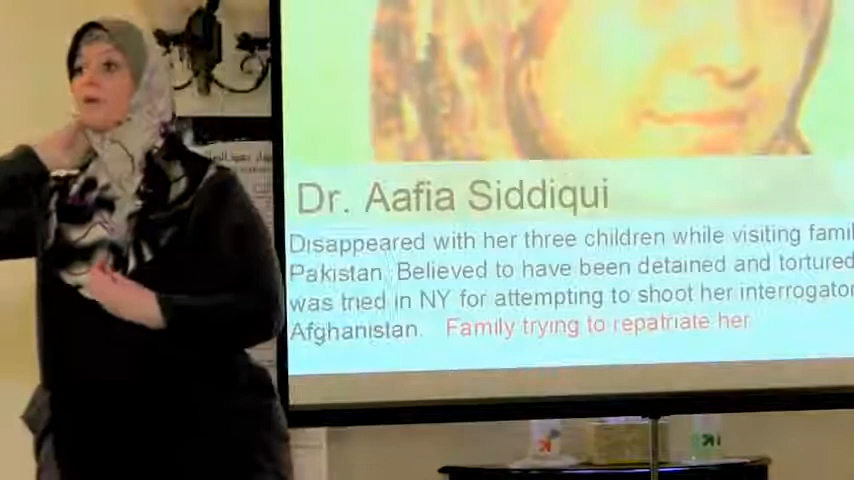 Dr. Aafia Siddiqui
Disappeared with her three children while visiting famil
Pakistan. Believed to have been detained and tortured
was tried in NY for attempting to shoot her interrogator
Afghanistan. Family trying to repatriate her